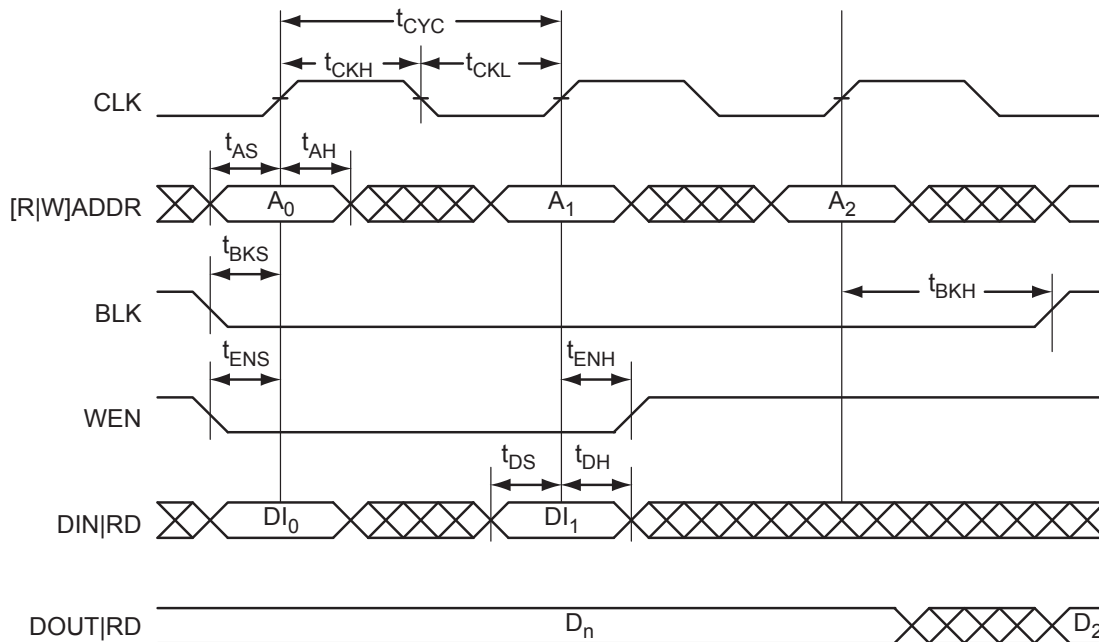 tCYC
tCKH tCKL
CLK
tAS tAH
[R|W]ADDR A0 A1 A2
tBKS
BLK tBKH
tENS tENH
WEN
tDS tDH
DIN|RD DI0 DI1
DOUT|RD Dn D2